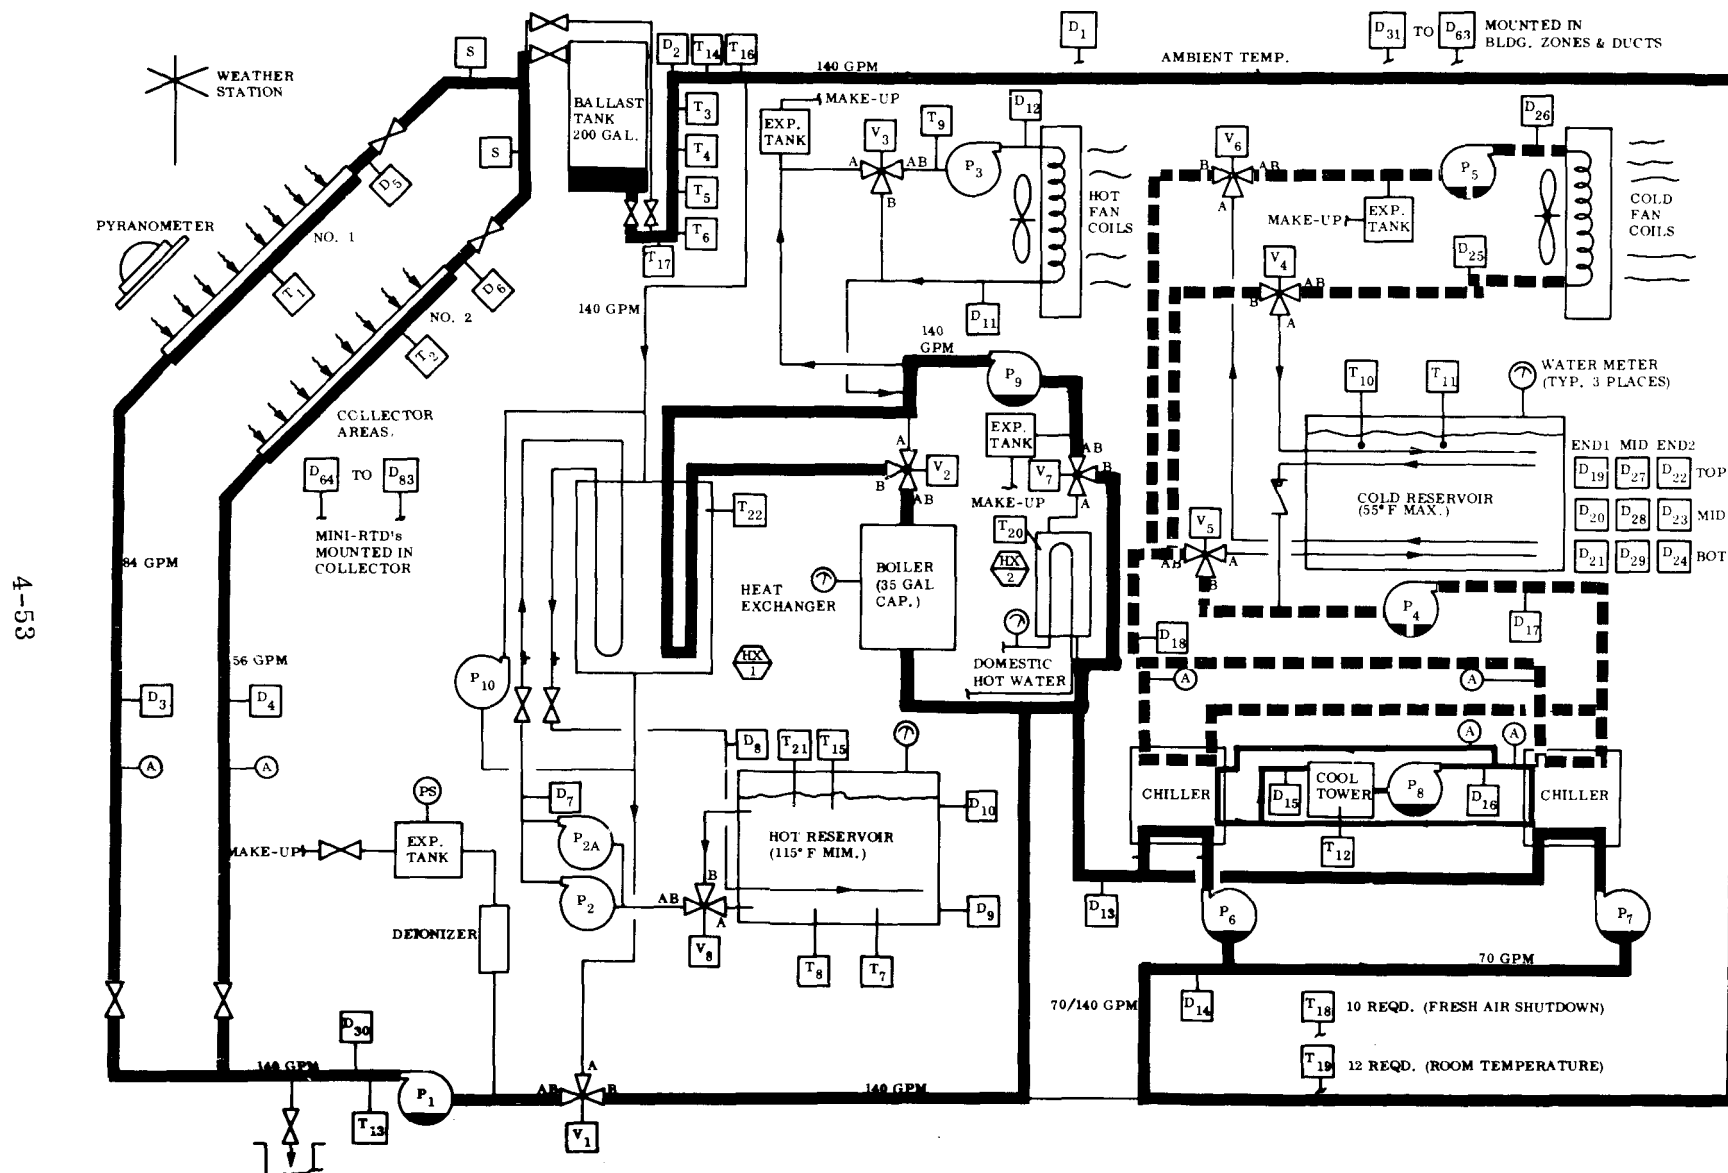 WEATHER
STATION
PYRANOMETER
NO. 1
NO. 2
S
S
D5
D6
T1
T2
COLLECTOR
AREAS.
D64 TO D83
MINI-RTD's
MOUNTED IN
COLLECTOR
84 GPM
56 GPM
D3
D4
A
A
4-53
BALLAST
TANK
200 GAL.
D2
T14
T16
T3
T4
T5
T6
T17
140 GPM
140 GPM
AMBIENT TEMP.
D1
D31 TO D63
MOUNTED IN
BLDG. ZONES & DUCTS
MAKE-UP
EXP.
TANK
V3
A
AB
B
T9
P3
D12
D11
HOT
FAN
COILS
140
GPM
P9
EXP.
TANK
MAKE-UP
A
V2
B
AB
AB
V7
B
A
T22
T20
HX
2
HX
1
BOILER
(35 GAL
CAP.)
HEAT
EXCHANGER
DOMESTIC
HOT WATER
V6
B
AB
A
P5
D26
MAKE-UP
EXP.
TANK
COLD
FAN
COILS
V4
AB
B
A
D25
WATER METER
(TYP. 3 PLACES)
T10
T11
COLD RESERVOIR
(55° F MAX.)
END1 MID END2
D19 D27 D22 TOP
D20 D28 D23 MID
D21 D29 D24 BOT
V5
AB
A
B
P4
D17
D18
A
A
A
A
CHILLER
D15
COOL
TOWER
P8
D16
CHILLER
T12
P10
D7
P2A
P2
D8
T21
T15
D10
HOT RESERVOIR
(115° F MIM.)
B
AB
A
V8
D9
T8
T7
PS
MAKE-UP
EXP.
TANK
DEIONIZER
D13
P6
P7
70 GPM
70/140 GPM
D14
T18 10 REQD. (FRESH AIR SHUTDOWN)
T19 12 REQD. (ROOM TEMPERATURE)
140 GPM
D30
T13
P1
AB
A
B
V1
140 GPM